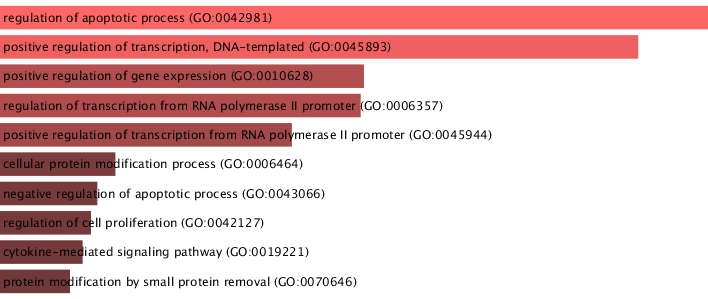 regulation of apoptotic process (GO:0042981)
positive regulation of transcription, DNA-templated (GO:0045893)
positive regulation of gene expression (GO:0010628)
regulation of transcription from RNA polymerase II promoter (GO:0006357)
positive regulation of transcription from RNA polymerase II promoter (GO:0045944)
cellular protein modification process (GO:0006464)
negative regulation of apoptotic process (GO:0043066)
regulation of cell proliferation (GO:0042127)
cytokine-mediated signaling pathway (GO:0019221)
protein modification by small protein removal (GO:0070646)